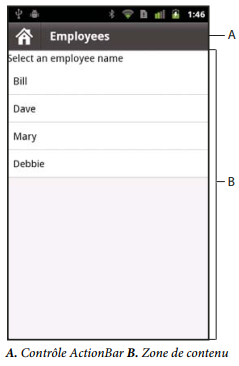 1:46
Employees
A
Select an employee name
Bill
Dave
Mary
B
Debbie
A. Contrôle ActionBar B. Zone de contenu